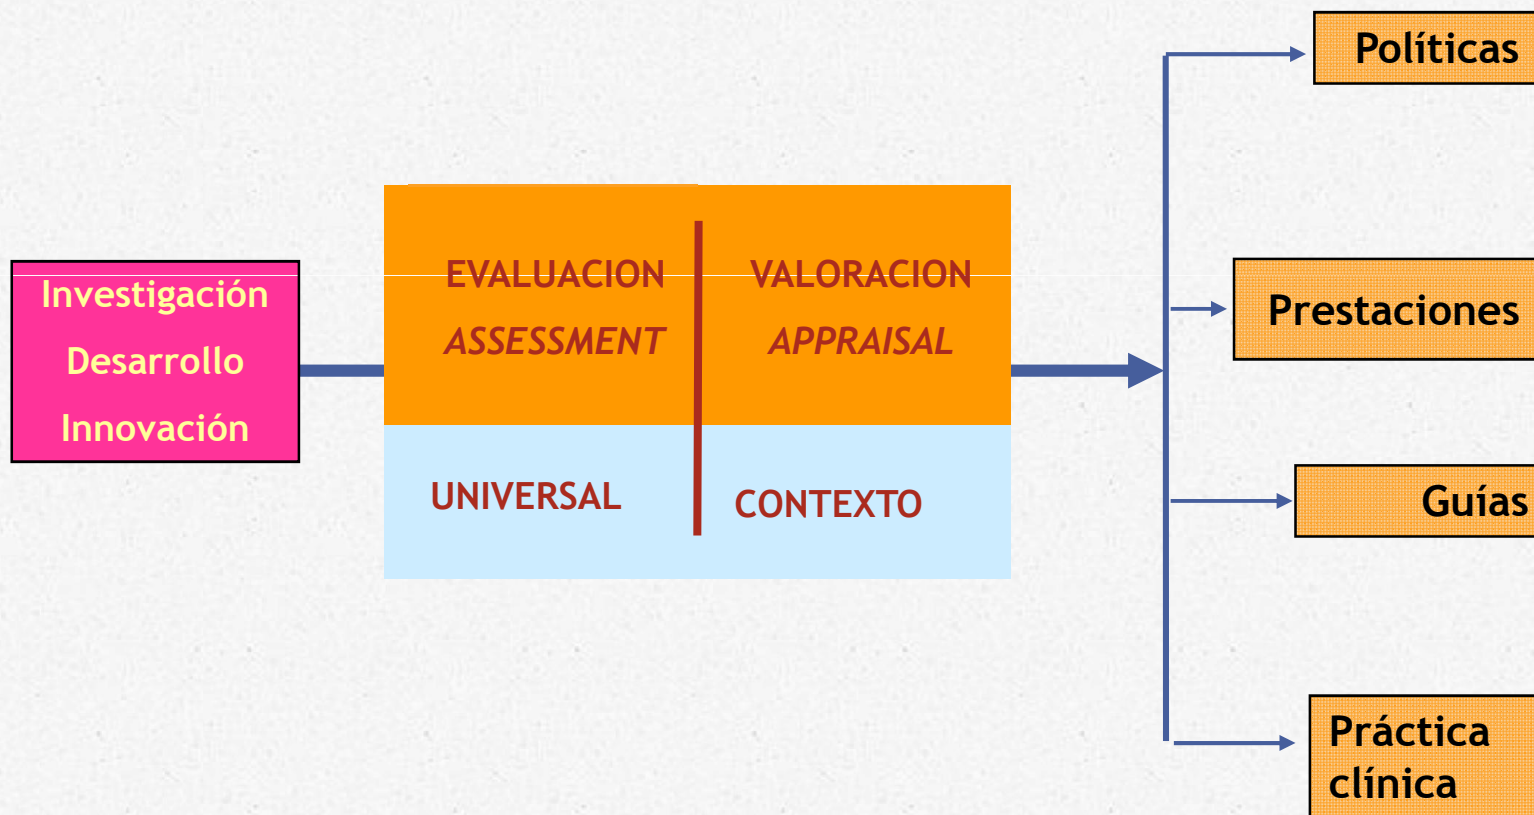 Investigación
Desarrollo
Innovación
EVALUACION
ASSESSMENT
VALORACION
APPRAISAL
UNIVERSAL
CONTEXTO
Políticas
Prestaciones
Guías
Práctica
clínica